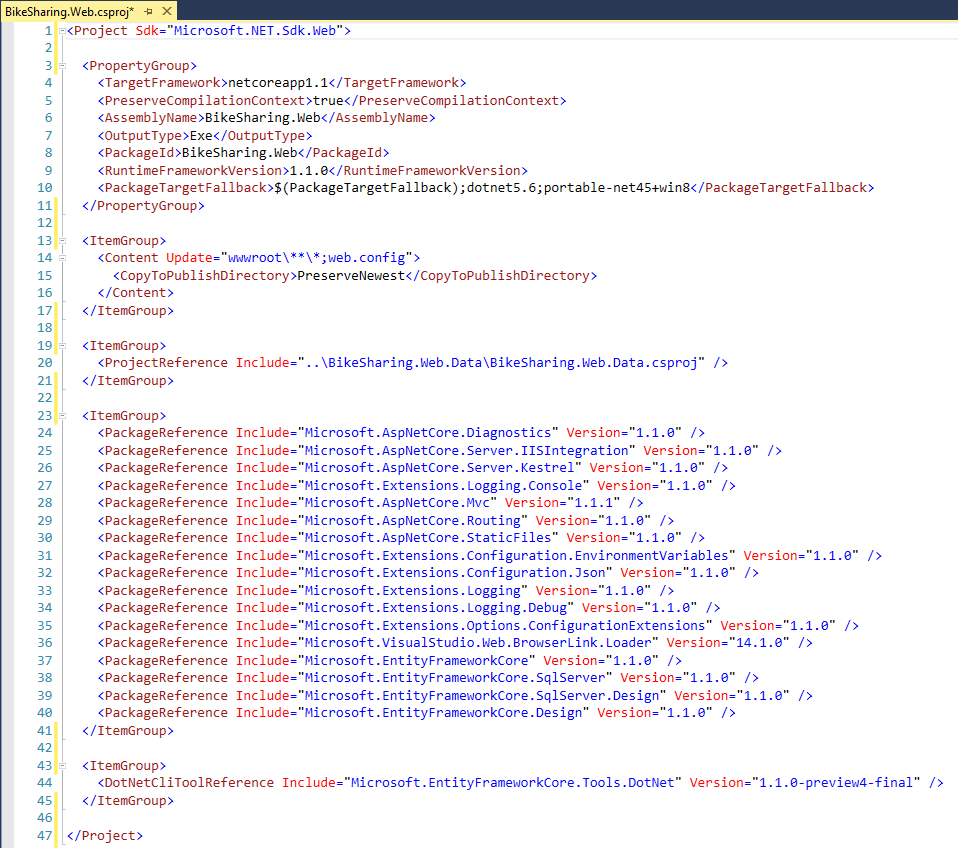 BikeSharing.Web.csproj*
1 <Project Sdk="Microsoft.NET.Sdk.Web">
2
3 <PropertyGroup>
4 <TargetFramework>netcoreapp1.1</TargetFramework>
5 <PreserveCompilationContext>true</PreserveCompilationContext>
6 <AssemblyName>BikeSharing.Web</AssemblyName>
7 <OutputType>Exe</OutputType>
8 <PackageId>BikeSharing.Web</PackageId>
9 <RuntimeFrameworkVersion>1.1.0</RuntimeFrameworkVersion>
10 <PackageTargetFallback>$(PackageTargetFallback);dotnet5.6;portable-net45+win8</PackageTargetFallback>
11 </PropertyGroup>
12
13 <ItemGroup>
14 <Content Update="wwwroot\**\*;web.config">
15 <CopyToPublishDirectory>PreserveNewest</CopyToPublishDirectory>
16 </Content>
17 </ItemGroup>
18
19 <ItemGroup>
20 <ProjectReference Include="..\BikeSharing.Web.Data\BikeSharing.Web.Data.csproj" />
21 </ItemGroup>
22
23 <ItemGroup>
24 <PackageReference Include="Microsoft.AspNetCore.Diagnostics" Version="1.1.0" />
25 <PackageReference Include="Microsoft.AspNetCore.Server.IISIntegration" Version="1.1.0" />
26 <PackageReference Include="Microsoft.AspNetCore.Server.Kestrel" Version="1.1.0" />
27 <PackageReference Include="Microsoft.Extensions.Logging.Console" Version="1.1.0" />
28 <PackageReference Include="Microsoft.AspNetCore.Mvc" Version="1.1.1" />
29 <PackageReference Include="Microsoft.AspNetCore.Routing" Version="1.1.0" />
30 <PackageReference Include="Microsoft.AspNetCore.StaticFiles" Version="1.1.0" />
31 <PackageReference Include="Microsoft.Extensions.Configuration.EnvironmentVariables" Version="1.1.0" />
32 <PackageReference Include="Microsoft.Extensions.Configuration.Json" Version="1.1.0" />
33 <PackageReference Include="Microsoft.Extensions.Logging" Version="1.1.0" />
34 <PackageReference Include="Microsoft.Extensions.Logging.Debug" Version="1.1.0" />
35 <PackageReference Include="Microsoft.Extensions.Options.ConfigurationExtensions" Version="1.1.0" />
36 <PackageReference Include="Microsoft.VisualStudio.Web.BrowserLink.Loader" Version="14.1.0" />
37 <PackageReference Include="Microsoft.EntityFrameworkCore" Version="1.1.0" />
38 <PackageReference Include="Microsoft.EntityFrameworkCore.SqlServer" Version="1.1.0" />
39 <PackageReference Include="Microsoft.EntityFrameworkCore.SqlServer.Design" Version="1.1.0" />
40 <PackageReference Include="Microsoft.EntityFrameworkCore.Design" Version="1.1.0" />
41 </ItemGroup>
42
43 <ItemGroup>
44 <DotNetCliToolReference Include="Microsoft.EntityFrameworkCore.Tools.DotNet" Version="1.1.0-preview4-final" />
45 </ItemGroup>
46
47 </Project>